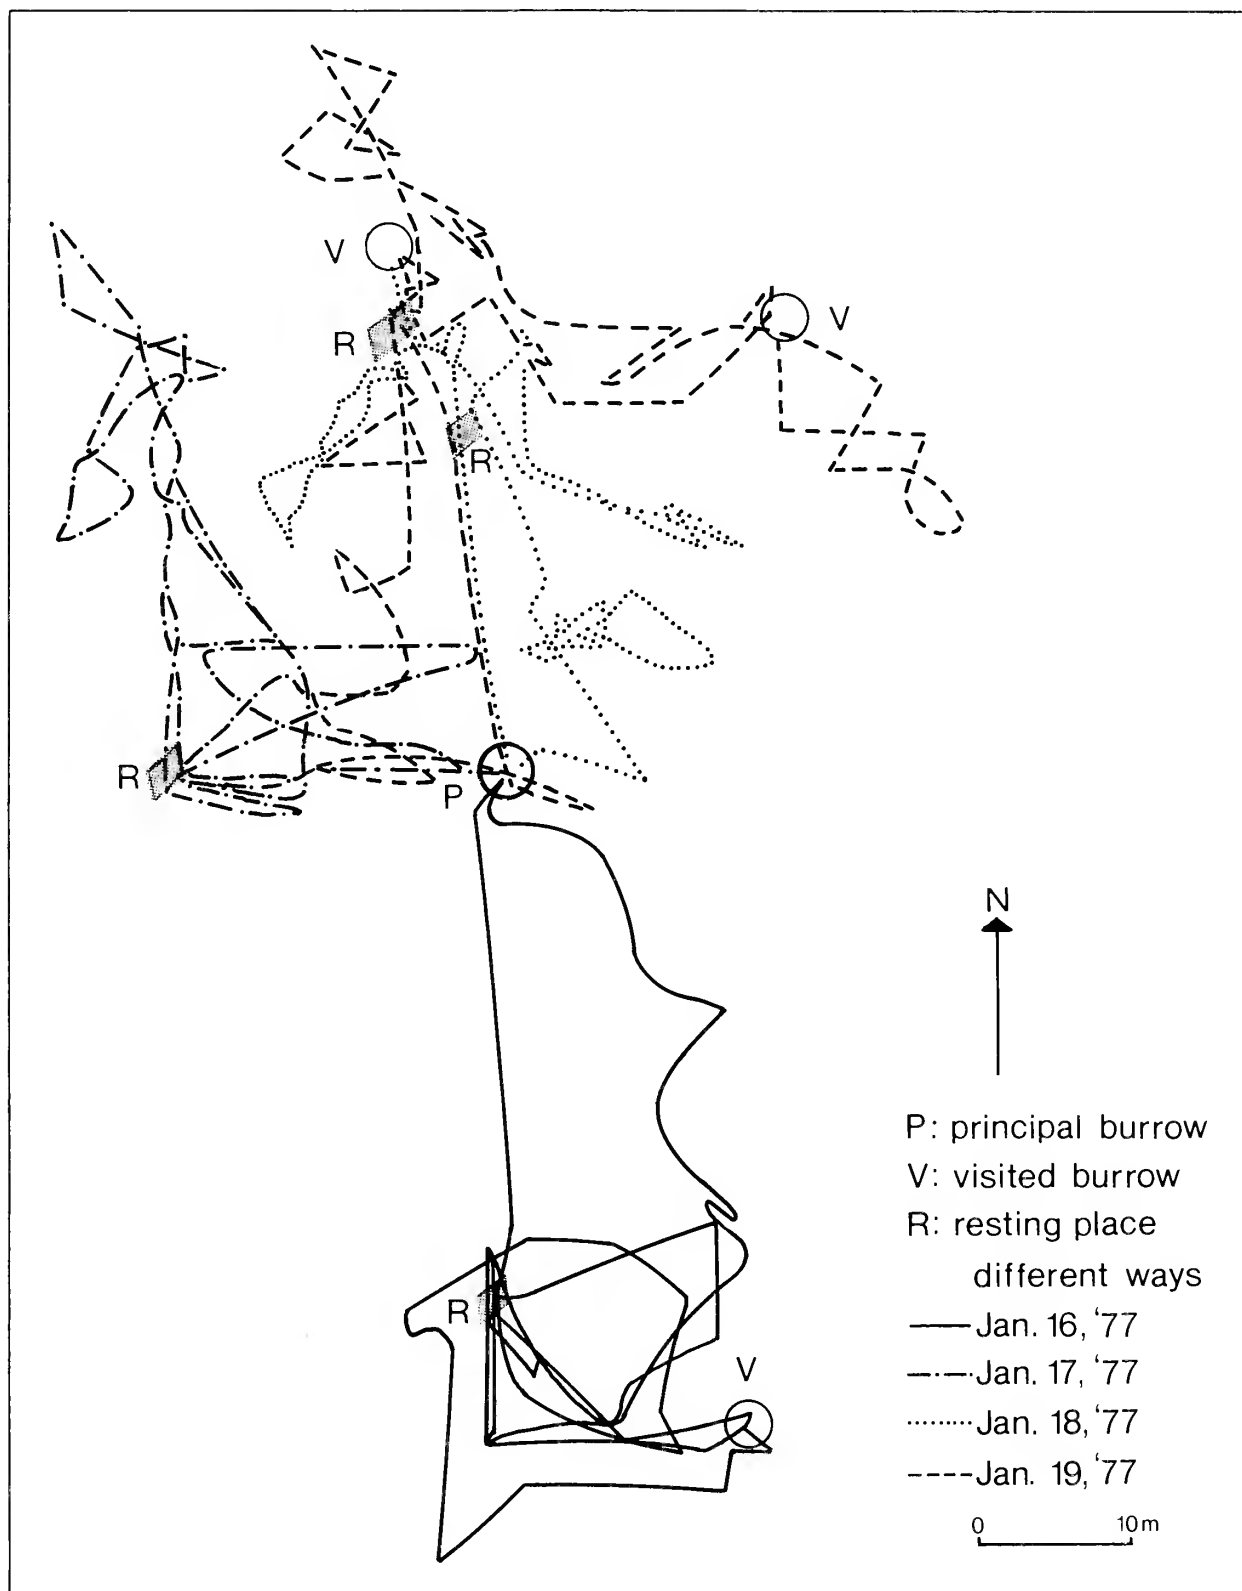 V
V
R
R
R
P
N
P: principal burrow
V: visited burrow
R: resting place
different ways
Jan. 16, '77
R
Jan. 17, '77
V
Jan. 18, '77
Jan. 19, '77
0 10m